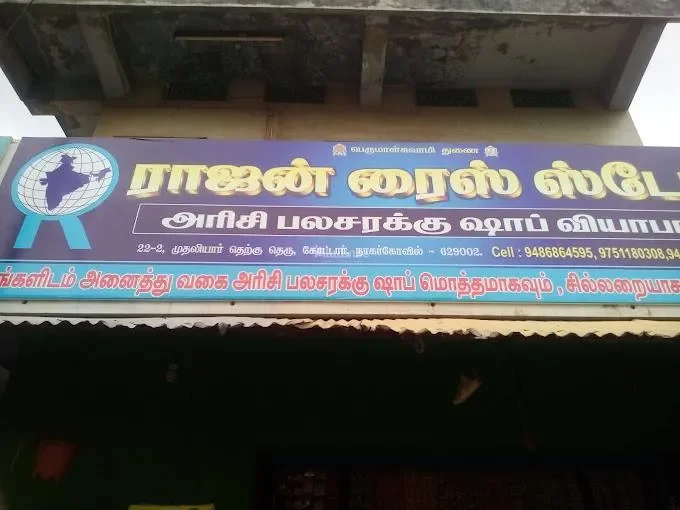 பெருமாள்சுவாமி துணை
ராஜன் ரைஸ் ஸ்டோ
அரிசி பலசரக்கு ஷாப் வியாபா
22-2, முதலியார் தெற்கு தெரு, கோட்டார், நாகர்கோவில் - 629002. Cell : 9486864595, 9751180308, 94
ங்களிடம் அனைத்து வகை அரிசி பலசரக்கு ஷாப் மொத்தமாகவும் , சில்லறையாக